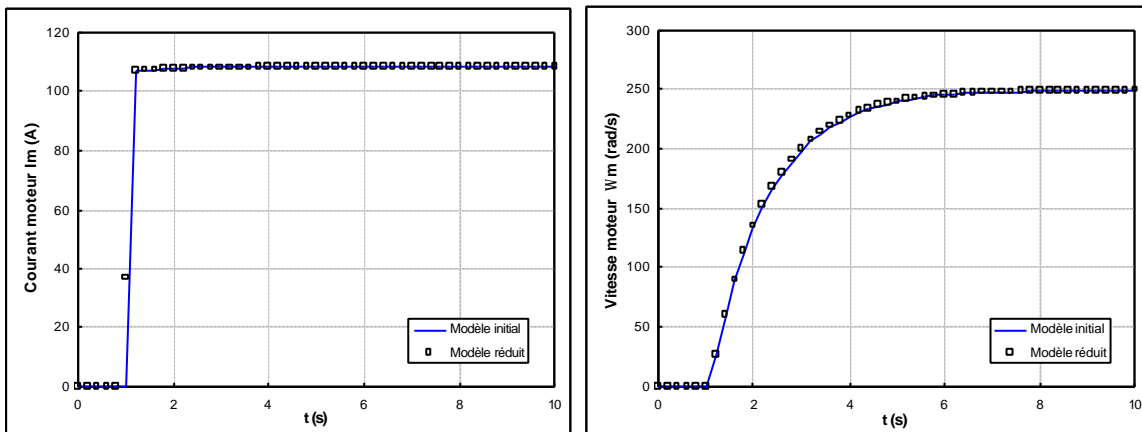 120
100
80
60
40
20
0
0 2 4 6 8 10
Courant moteur Im (A)
t (s)
Modèle initial
Modèle réduit
300
250
200
150
100
50
0
0 2 4 6 8 10
Vitesse moteur Wm (rad/s)
t (s)
Modèle initial
Modèle réduit